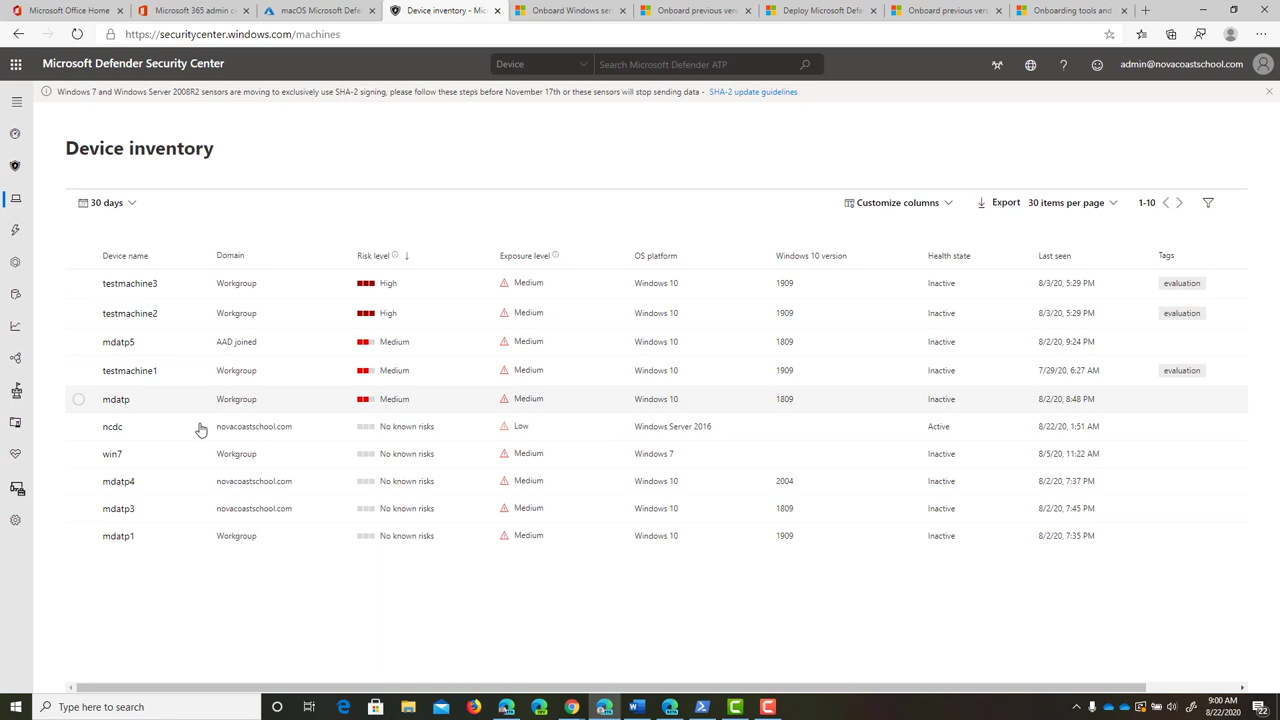 Microsoft Office Home
Microsoft 365 admin ce
macOS Microsoft Defen
Device inventory - Micr
Onboard Windows serv
Onboard previous versi
Deploy Microsoft Defe
Onboard previous versi
Onboarding tools and
https://securitycenter.windows.com/machines
Microsoft Defender Security Center
Device
Search Microsoft Defender ATP
admin@novacoastschool.com
Windows 7 and Windows Server 2008R2 sensors are moving to exclusively use SHA-2 signing, please follow these steps before November 17th or these sensors will stop sending data - SHA-2 update guidelines
Device inventory
30 days
Customize columns
Export
30 items per page
1-10
Device name Domain Risk level Exposure level OS platform Windows 10 version Health state Last seen Tags
testmachine3 Workgroup High Medium Windows 10 1909 Inactive 8/3/20, 5:29 PM evaluation
testmachine2 Workgroup High Medium Windows 10 1909 Inactive 8/3/20, 5:29 PM evaluation
mdatp5 AAD joined Medium Medium Windows 10 1809 Inactive 8/2/20, 9:24 PM
testmachine1 Workgroup Medium Medium Windows 10 1909 Inactive 7/29/20, 6:27 AM evaluation
mdatp Workgroup Medium Medium Windows 10 1809 Inactive 8/2/20, 8:48 PM
ncdc novacoastschool.com No known risks Low Windows Server 2016 Active 8/22/20, 1:51 AM
win7 Workgroup No known risks Medium Windows 7 Inactive 8/5/20, 11:22 AM
mdatp4 novacoastschool.com No known risks Medium Windows 10 2004 Inactive 8/2/20, 7:37 PM
mdatp3 novacoastschool.com No known risks Medium Windows 10 1809 Inactive 8/2/20, 7:45 PM
mdatp1 Workgroup No known risks Medium Windows 10 1909 Inactive 8/2/20, 7:35 PM
Type here to search
9:00 AM
8/22/2020